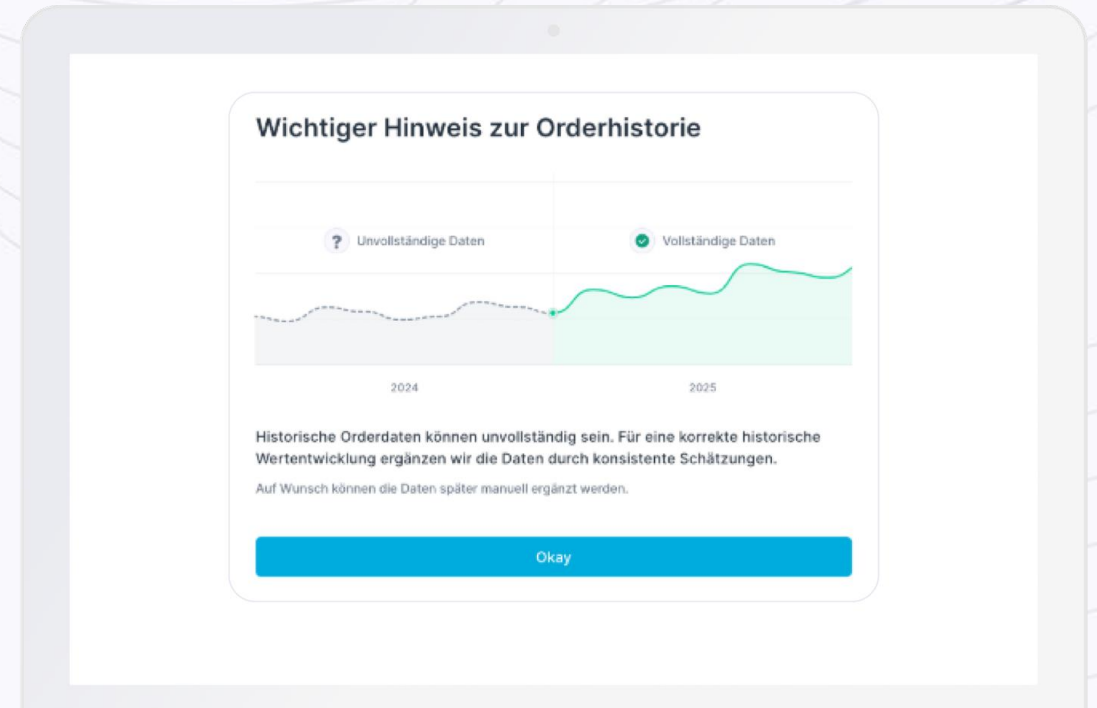 Wichtiger Hinweis zur Orderhistorie
? Unvollständige Daten
Vollständige Daten
2024
2025
Historische Orderdaten können unvollständig sein. Für eine korrekte historische
Wertentwicklung ergänzen wir die Daten durch konsistente Schätzungen.
Auf Wunsch können die Daten später manuell ergänzt werden.
Okay